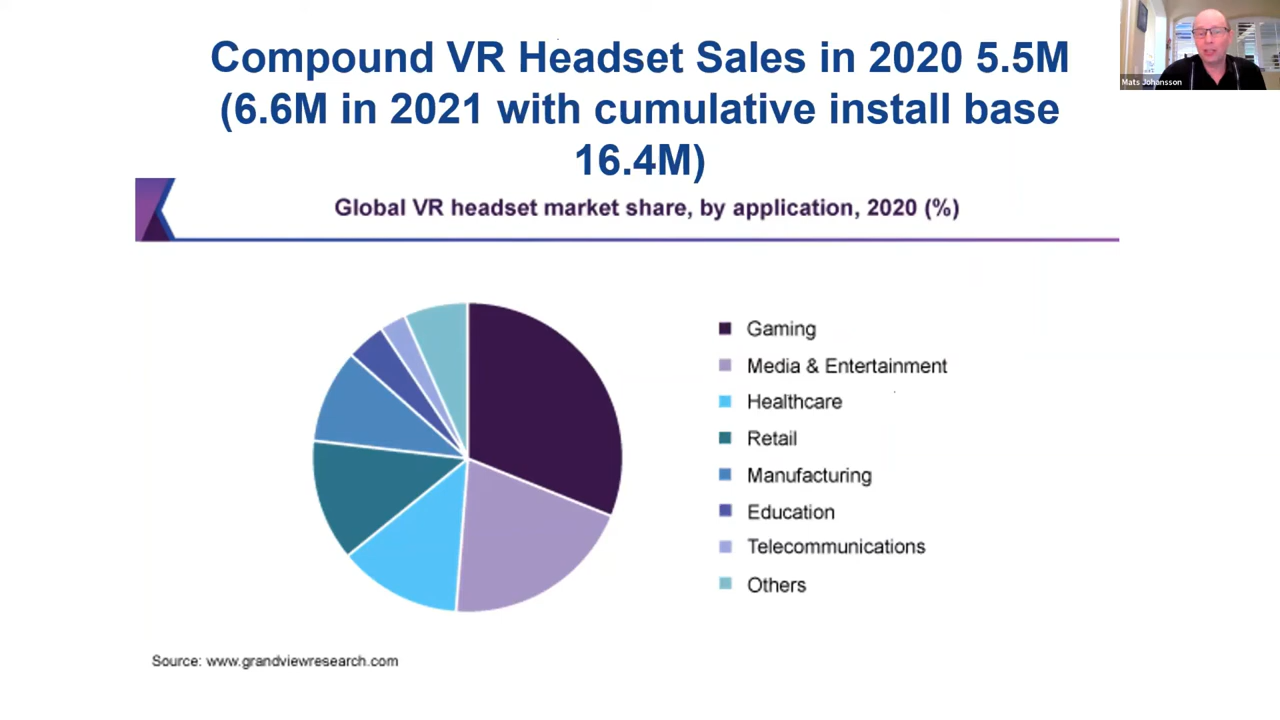 Compound VR Headset Sales in 2020 5.5M
(6.6M in 2021 with cumulative install base
16.4M)
Mats Johansson
Global VR headset market share, by application, 2020 (%)
Gaming
Media & Entertainment
Healthcare
Retail
Manufacturing
Education
Telecommunications
Others
Source: www.grandviewresearch.com